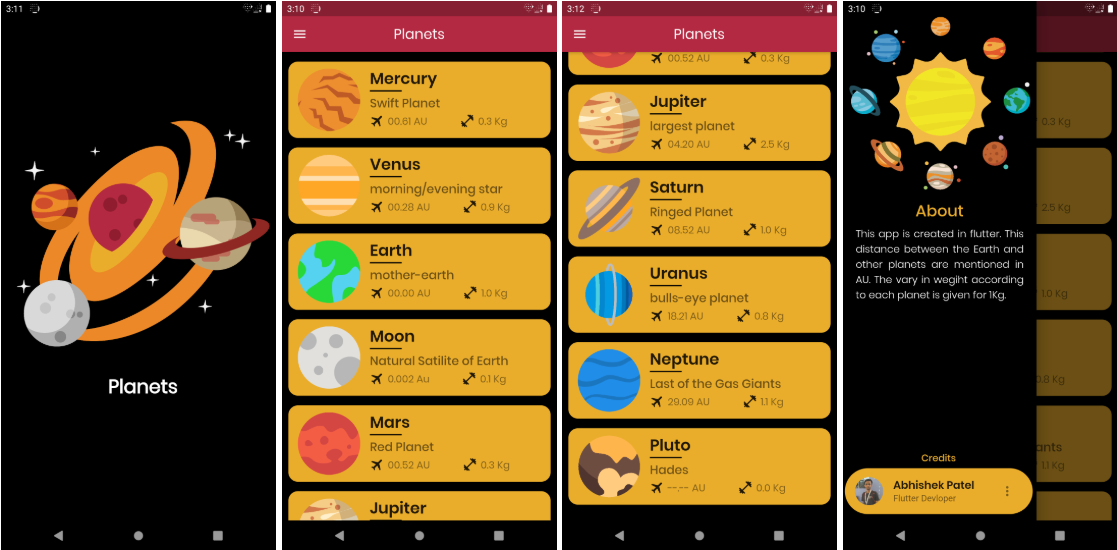 3:11
Planets
3:10
Planets
Mercury
Swift Planet
00.61 AU 0.3 Kg
Venus
morning/evening star
00.28 AU 0.9 Kg
Earth
mother-earth
00.00 AU 1.0 Kg
Moon
Natural Satilite of Earth
0.002 Au 0.1 Kg
Mars
Red Planet
00.52 AU 0.3 Kg
Jupiter
3:12
Planets
00.52 AU 0.3 Kg
Jupiter
largest planet
04.20 AU 2.5 Kg
Saturn
Ringed Planet
08.52 AU 1.0 Kg
Uranus
bulls-eye planet
18.21 AU 0.8 Kg
Neptune
Last of the Gas Giants
29.09 AU 1.1 Kg
Pluto
Hades
--.-- AU 0.0 Kg
3:10
0.3 Kg
2.5 Kg
1.0 Kg
0.8 Kg
ants
1.1 Kg
About
This app is created in flutter. This
distance between the Earth and
other planets are mentioned in
AU. The vary in wegiht according
to each planet is given for 1Kg.
Credits
Abhishek Patel
Flutter Devloper